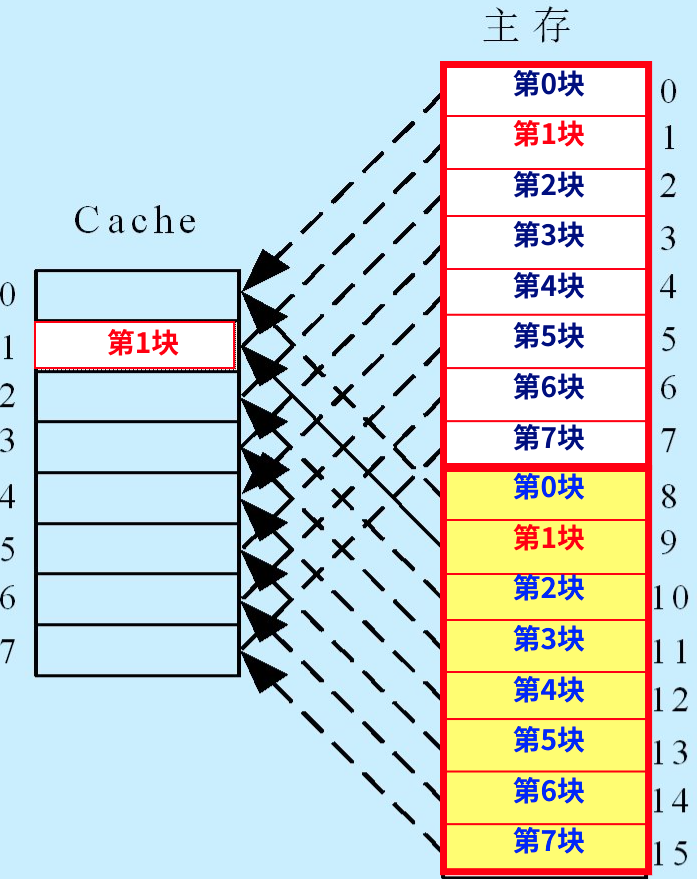 主存
第0块 0
第1块 1
第2块 2
第3块 3
第4块 4
第5块 5
第6块 6
第7块 7
第0块 8
第1块 9
第2块 10
第3块 11
第4块 12
第5块 13
第6块 14
第7块 15
Cache
0
1 第1块
2
3
4
5
6
7